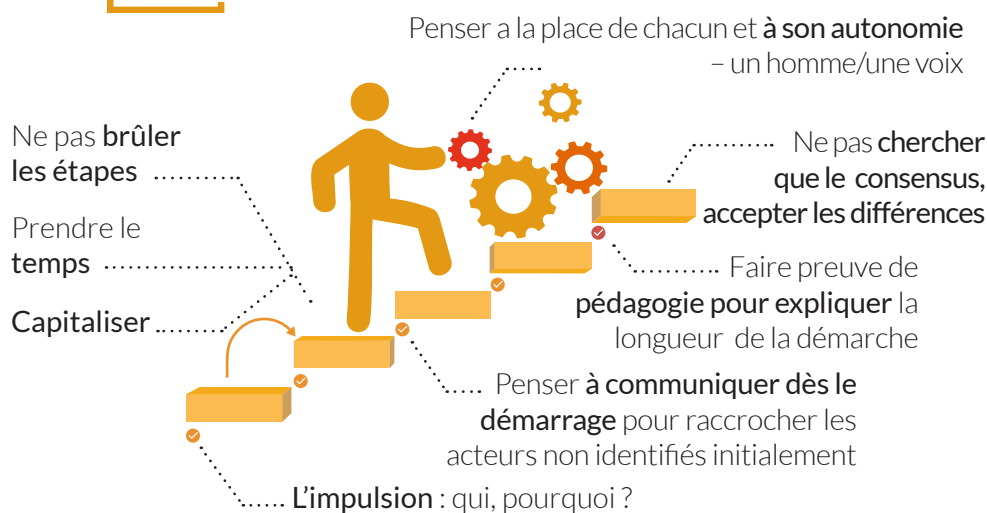 Penser a la place de chacun et à son autonomie
– un homme/une voix
Ne pas brûler
les étapes
Prendre le
temps
Capitaliser
Ne pas chercher
que le consensus,
accepter les différences
Faire preuve de
pédagogie pour expliquer la
longueur de la démarche
Penser à communiquer dès le
démarrage pour raccrocher les
acteurs non identifiés initialement
L'impulsion : qui, pourquoi ?